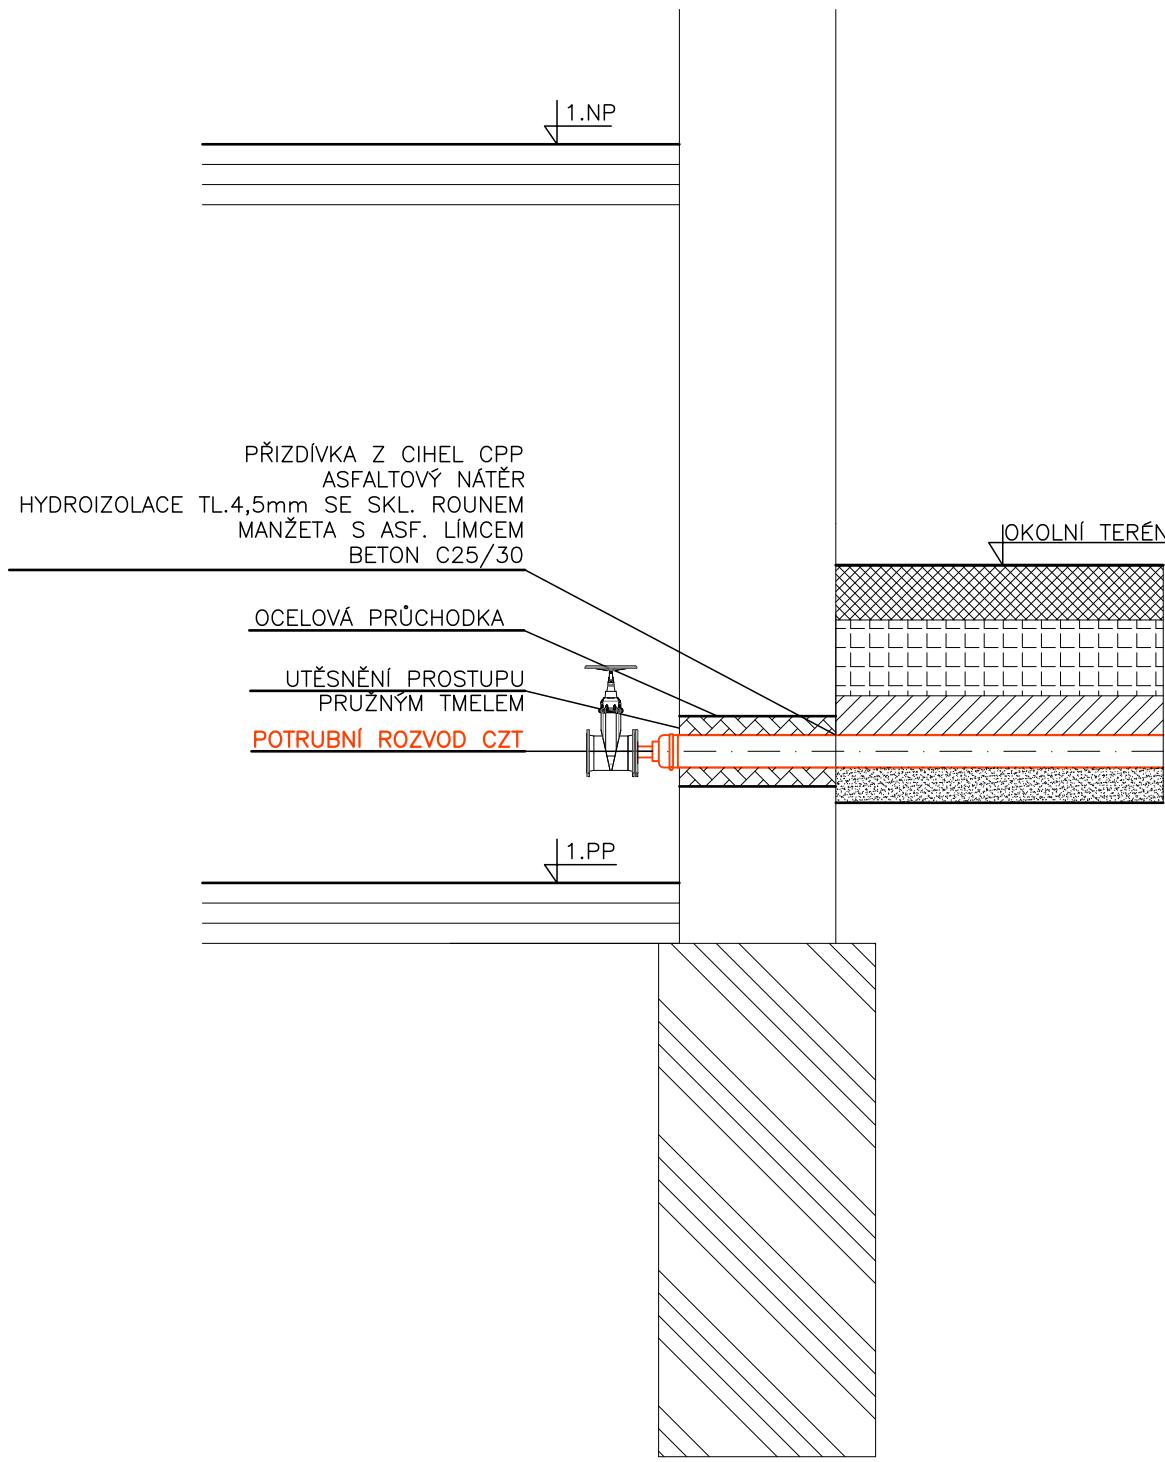 1.NP
PŘIZDÍVKA Z CIHEL CPP
ASFALTOVÝ NÁTĚR
HYDROIZOLACE TL.4,5mm SE SKL. ROUNEM
MANŽETA S ASF. LÍMCEM
BETON C25/30
OKOLNÍ TERÉN
OCELOVÁ PRŮCHODKA
UTĚSNĚNÍ PROSTUPU
PRUŽNÝM TMELEM
POTRUBNÍ ROZVOD CZT
1.PP